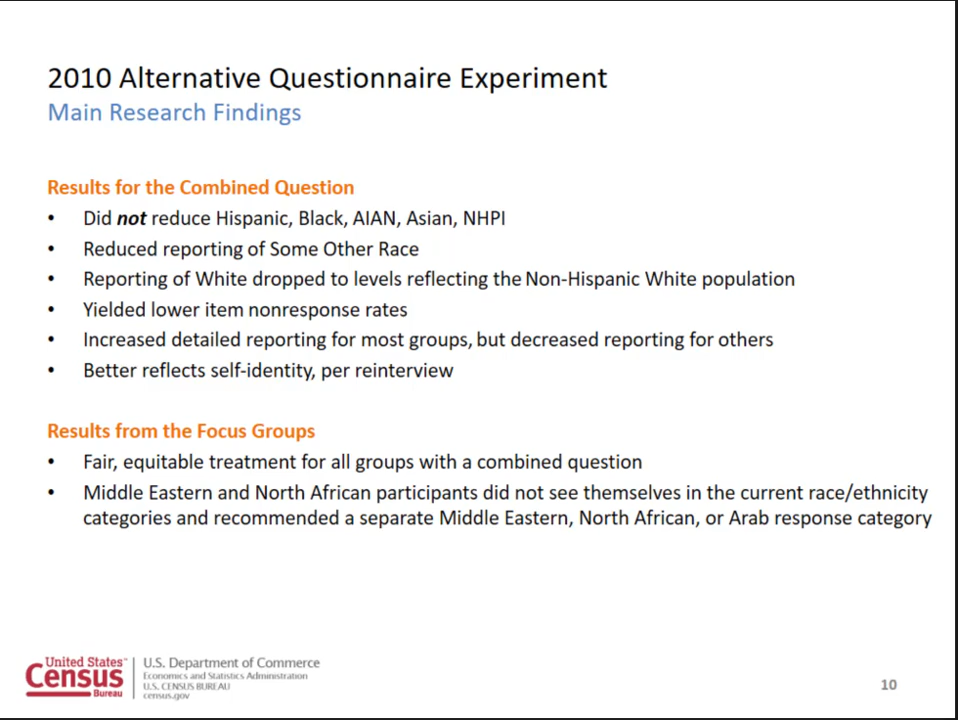 2010 Alternative Questionnaire Experiment
Main Research Findings
Results for the Combined Question
• Did not reduce Hispanic, Black, AIAN, Asian, NHPI
• Reduced reporting of Some Other Race
• Reporting of White dropped to levels reflecting the Non-Hispanic White population
• Yielded lower item nonresponse rates
• Increased detailed reporting for most groups, but decreased reporting for others
• Better reflects self-identity, per reinterview
Results from the Focus Groups
• Fair, equitable treatment for all groups with a combined question
• Middle Eastern and North African participants did not see themselves in the current race/ethnicity
categories and recommended a separate Middle Eastern, North African, or Arab response category
United States™
Census
Bureau
U.S. Department of Commerce
Economics and Statistics Administration
U.S. CENSUS BUREAU
census.gov
10